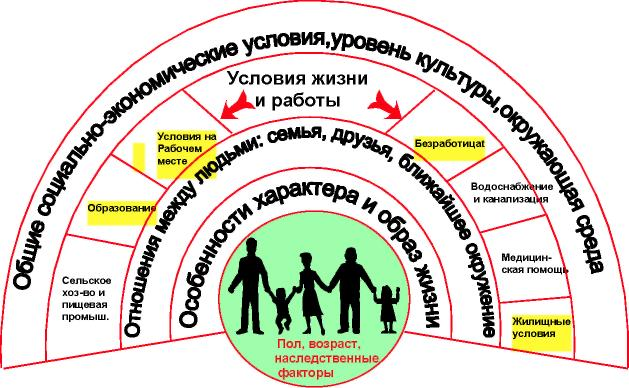 Общие социально-экономические условия,уровень культуры,окружающая среда
Условия жизни
и работы
Условия на
Рабочем
месте
Безработицаt
Образование
Водоснабжение
и канализация
Сельское
хоз-во и
пищевая
промыш.
Медицин-
ская помощь
Жилищные
условия
Отношения между людьми: семья, друзья, ближайшее окружение
Особенности характера и образ жизни
Пол, возраст,
наследственные
факторы